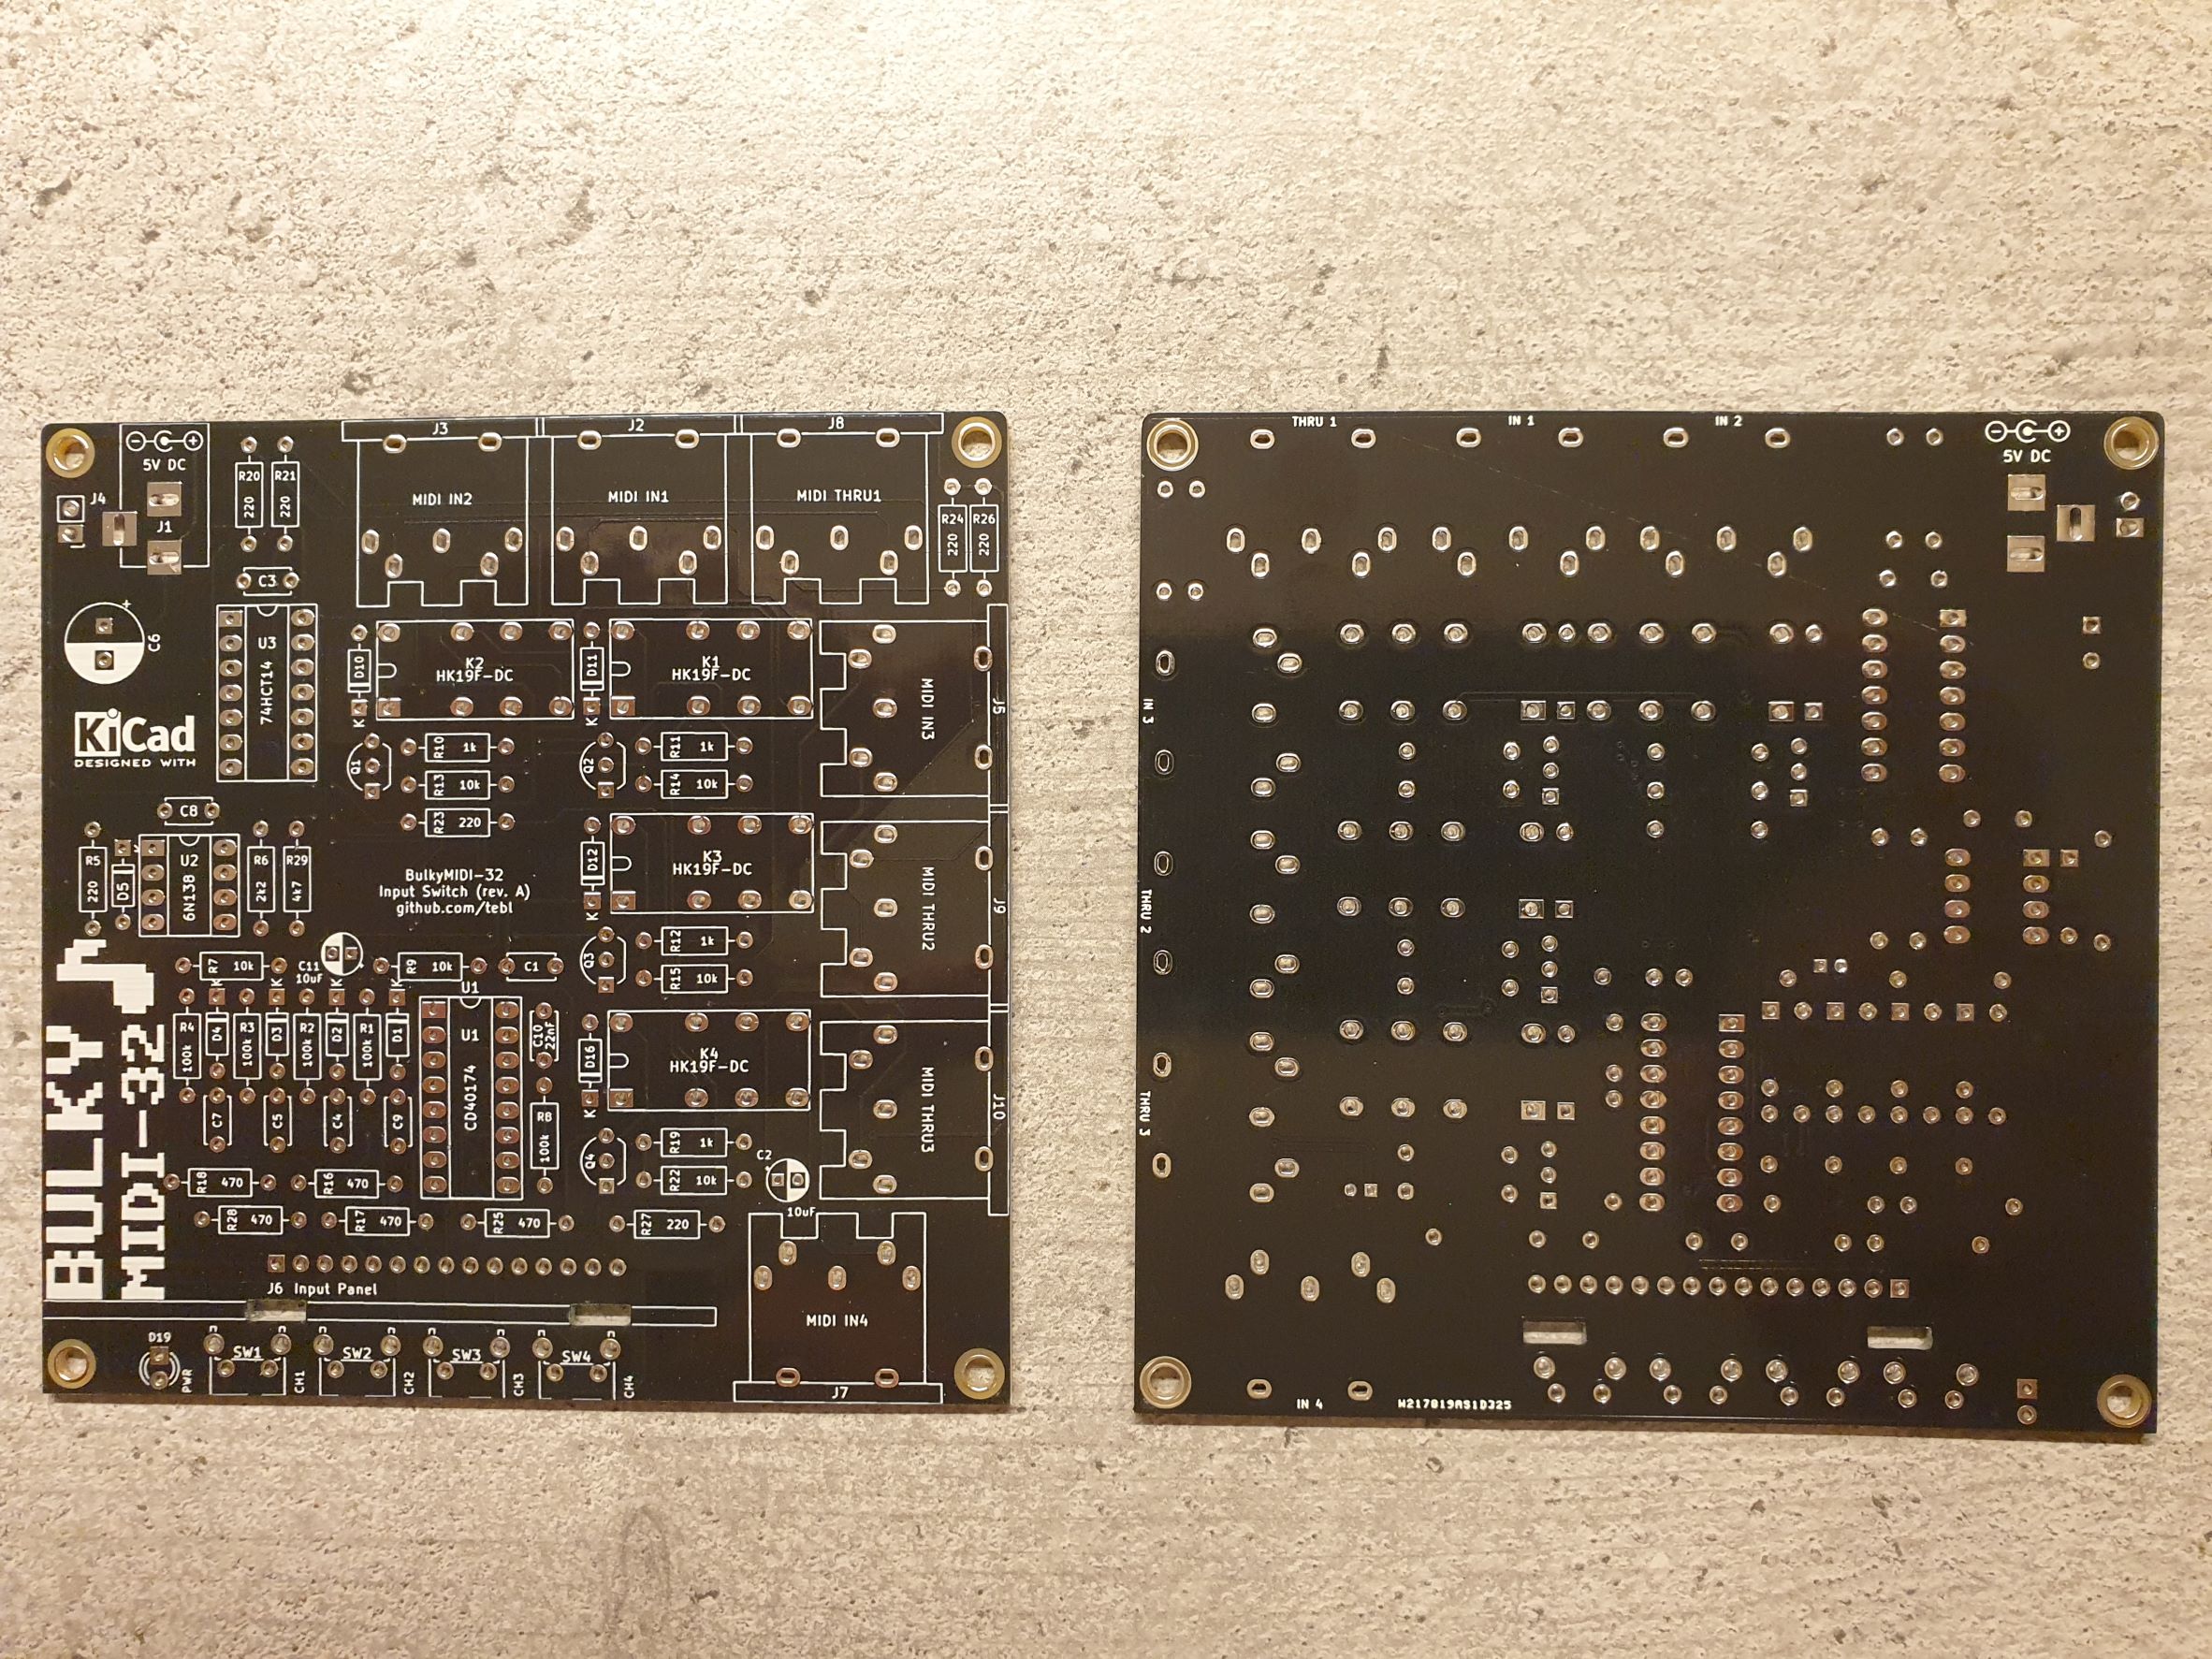 5V DC
J4
J1
R20
220
R21
220
C3
J3
MIDI IN2
J2
MIDI IN1
J8
MIDI THRU1
R24
220
R26
220
+
C6
U3
74HCT14
D10
K
K2
HK19F-DC
D11
K
K1
HK19F-DC
MIDI IN3
J5
KiCad
DESIGNED WITH
Q1
R10 1k
R13 10k
R23 220
Q2
R11 1k
R14 10k
C8
R5
220
D5
K
U2
6N138
R6
2k2
R29
4k7
BulkyMIDI-32
Input Switch (rev. A)
github.com/tebl
D12
K
K3
HK19F-DC
MIDI THRU2
J9
Q3
R12 1k
R15 10k
R7 10k
C11
10uF
R9 10k
C1
BULKY
MIDI-32
R4
100k
K
D4
R3
100k
K
D3
R2
100k
K
D2
R1
100k
K
D1
U1
U1
CD40174
C10
22nF
R8
100k
D16
K
K4
HK19F-DC
MIDI THRU3
J10
C7
C5
C4
C9
Q4
R19 1k
R22 10k
C2
10uF
R18 470
R16 470
R28 470
R17 470
R25 470
R27 220
J6 Input Panel
D19
PWR
SW1
CH1
SW2
CH2
SW3
CH3
SW4
CH4
MIDI IN4
J7
THRU 1
IN 1
IN 2
5V DC
IN 3
THRU 2
THRU 3
IN 4
W217819AS1D325